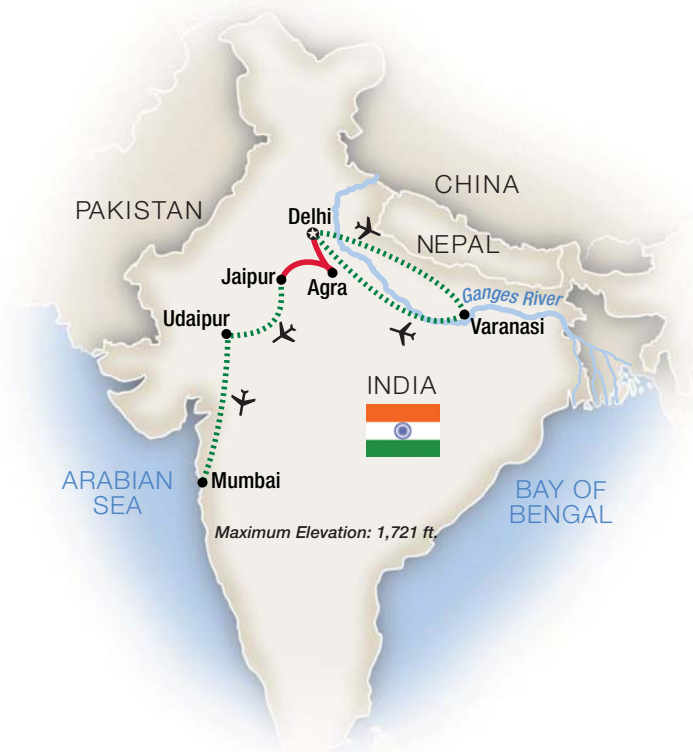 CHINA
PAKISTAN
Delhi
NEPAL
Jaipur
Agra
Ganges River
Udaipur
Varanasi
INDIA
ARABIAN
SEA
Mumbai
BAY OF
BENGAL
Maximum Elevation: 1,721 ft.